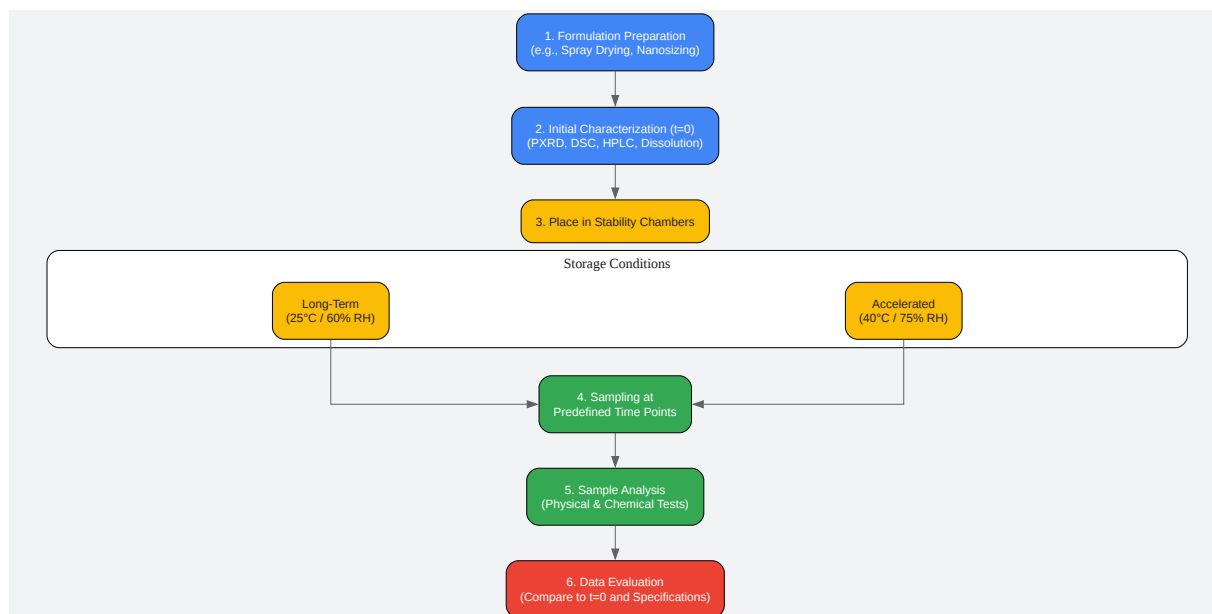 1. Formulation Preparation
(e.g., Spray Drying, Nanosizing)
2. Initial Characterization (t=0)
(PXRD, DSC, HPLC, Dissolution)
3. Place in Stability Chambers
Storage Conditions
Long-Term
(25°C / 60% RH)
Accelerated
(40°C / 75% RH)
4. Sampling at
Predefined Time Points
5. Sample Analysis
(Physical & Chemical Tests)
6. Data Evaluation
(Compare to t=0 and Specifications)